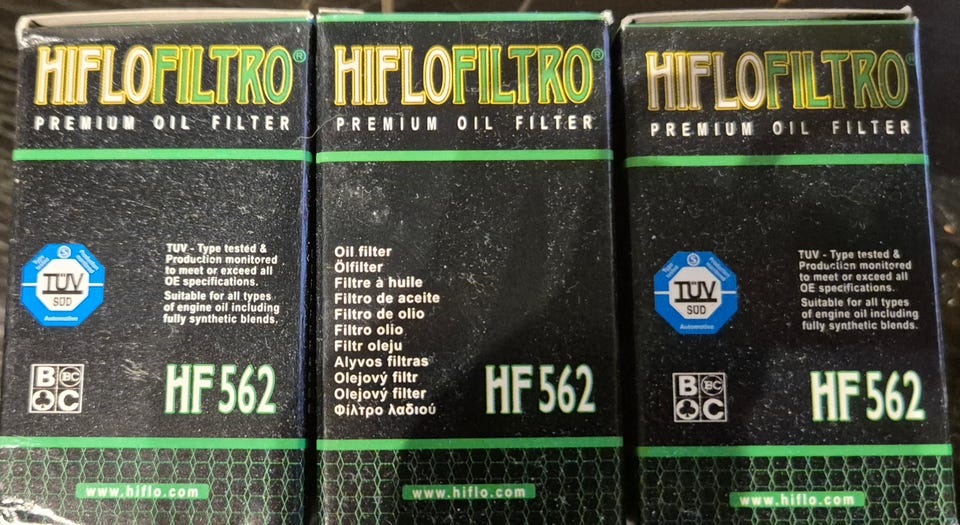 HIFLOFILTRO®
PREMIUM OIL FILTER
TÜV
SÜD
TUV - Type tested &
Production monitored
to meet or exceed all
OE specifications.
Suitable for all types
of engine oil including
fully synthetic blends.
B BC
C
HF562
www.hiflo.com
HIFLOFILTRO®
PREMIUM OIL FILTER
Oil filter
Ölfilter
Filtre à huile
Filtro de aceite
Filtro de olio
Filtro olio
Filtr oleju
Alyvos filtras
Olejový filtr
Olejový filter
Φίλτρο λαδιού
HF562
www.hiflo.com
HIFLOFILTRO®
PREMIUM OIL FILTER
TÜV
SÜD
Automotive
TUV - Type tested &
Production monitored
to meet or exceed all
OE specifications.
Suitable for all types
of engine oil including
fully synthetic blends.
B BC
C
HF562
www.hiflo.com